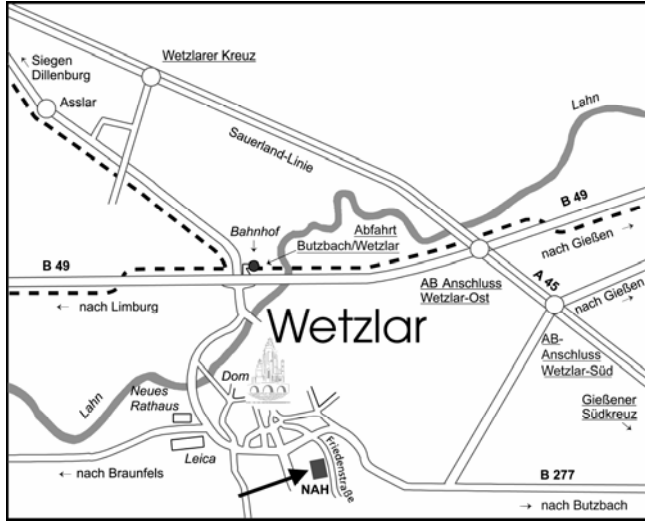 Siegen
Dillenburg
Wetzlarer Kreuz
Asslar
Sauerland-Linie
Lahn
B 49
nach Gießen →
Bahnhof
Abfahrt
Butzbach/Wetzlar
B 49
← nach Limburg
AB Anschluss
Wetzlar-Ost
A 45
nach Gießen →
Wetzlar
AB-
Anschluss
Wetzlar-Süd
Dom
Lahn
Neues
Rathaus
Gießener
Südkreuz
Leica
← nach Braunfels
NAH
Friedenstraße
B 277
→ nach Butzbach